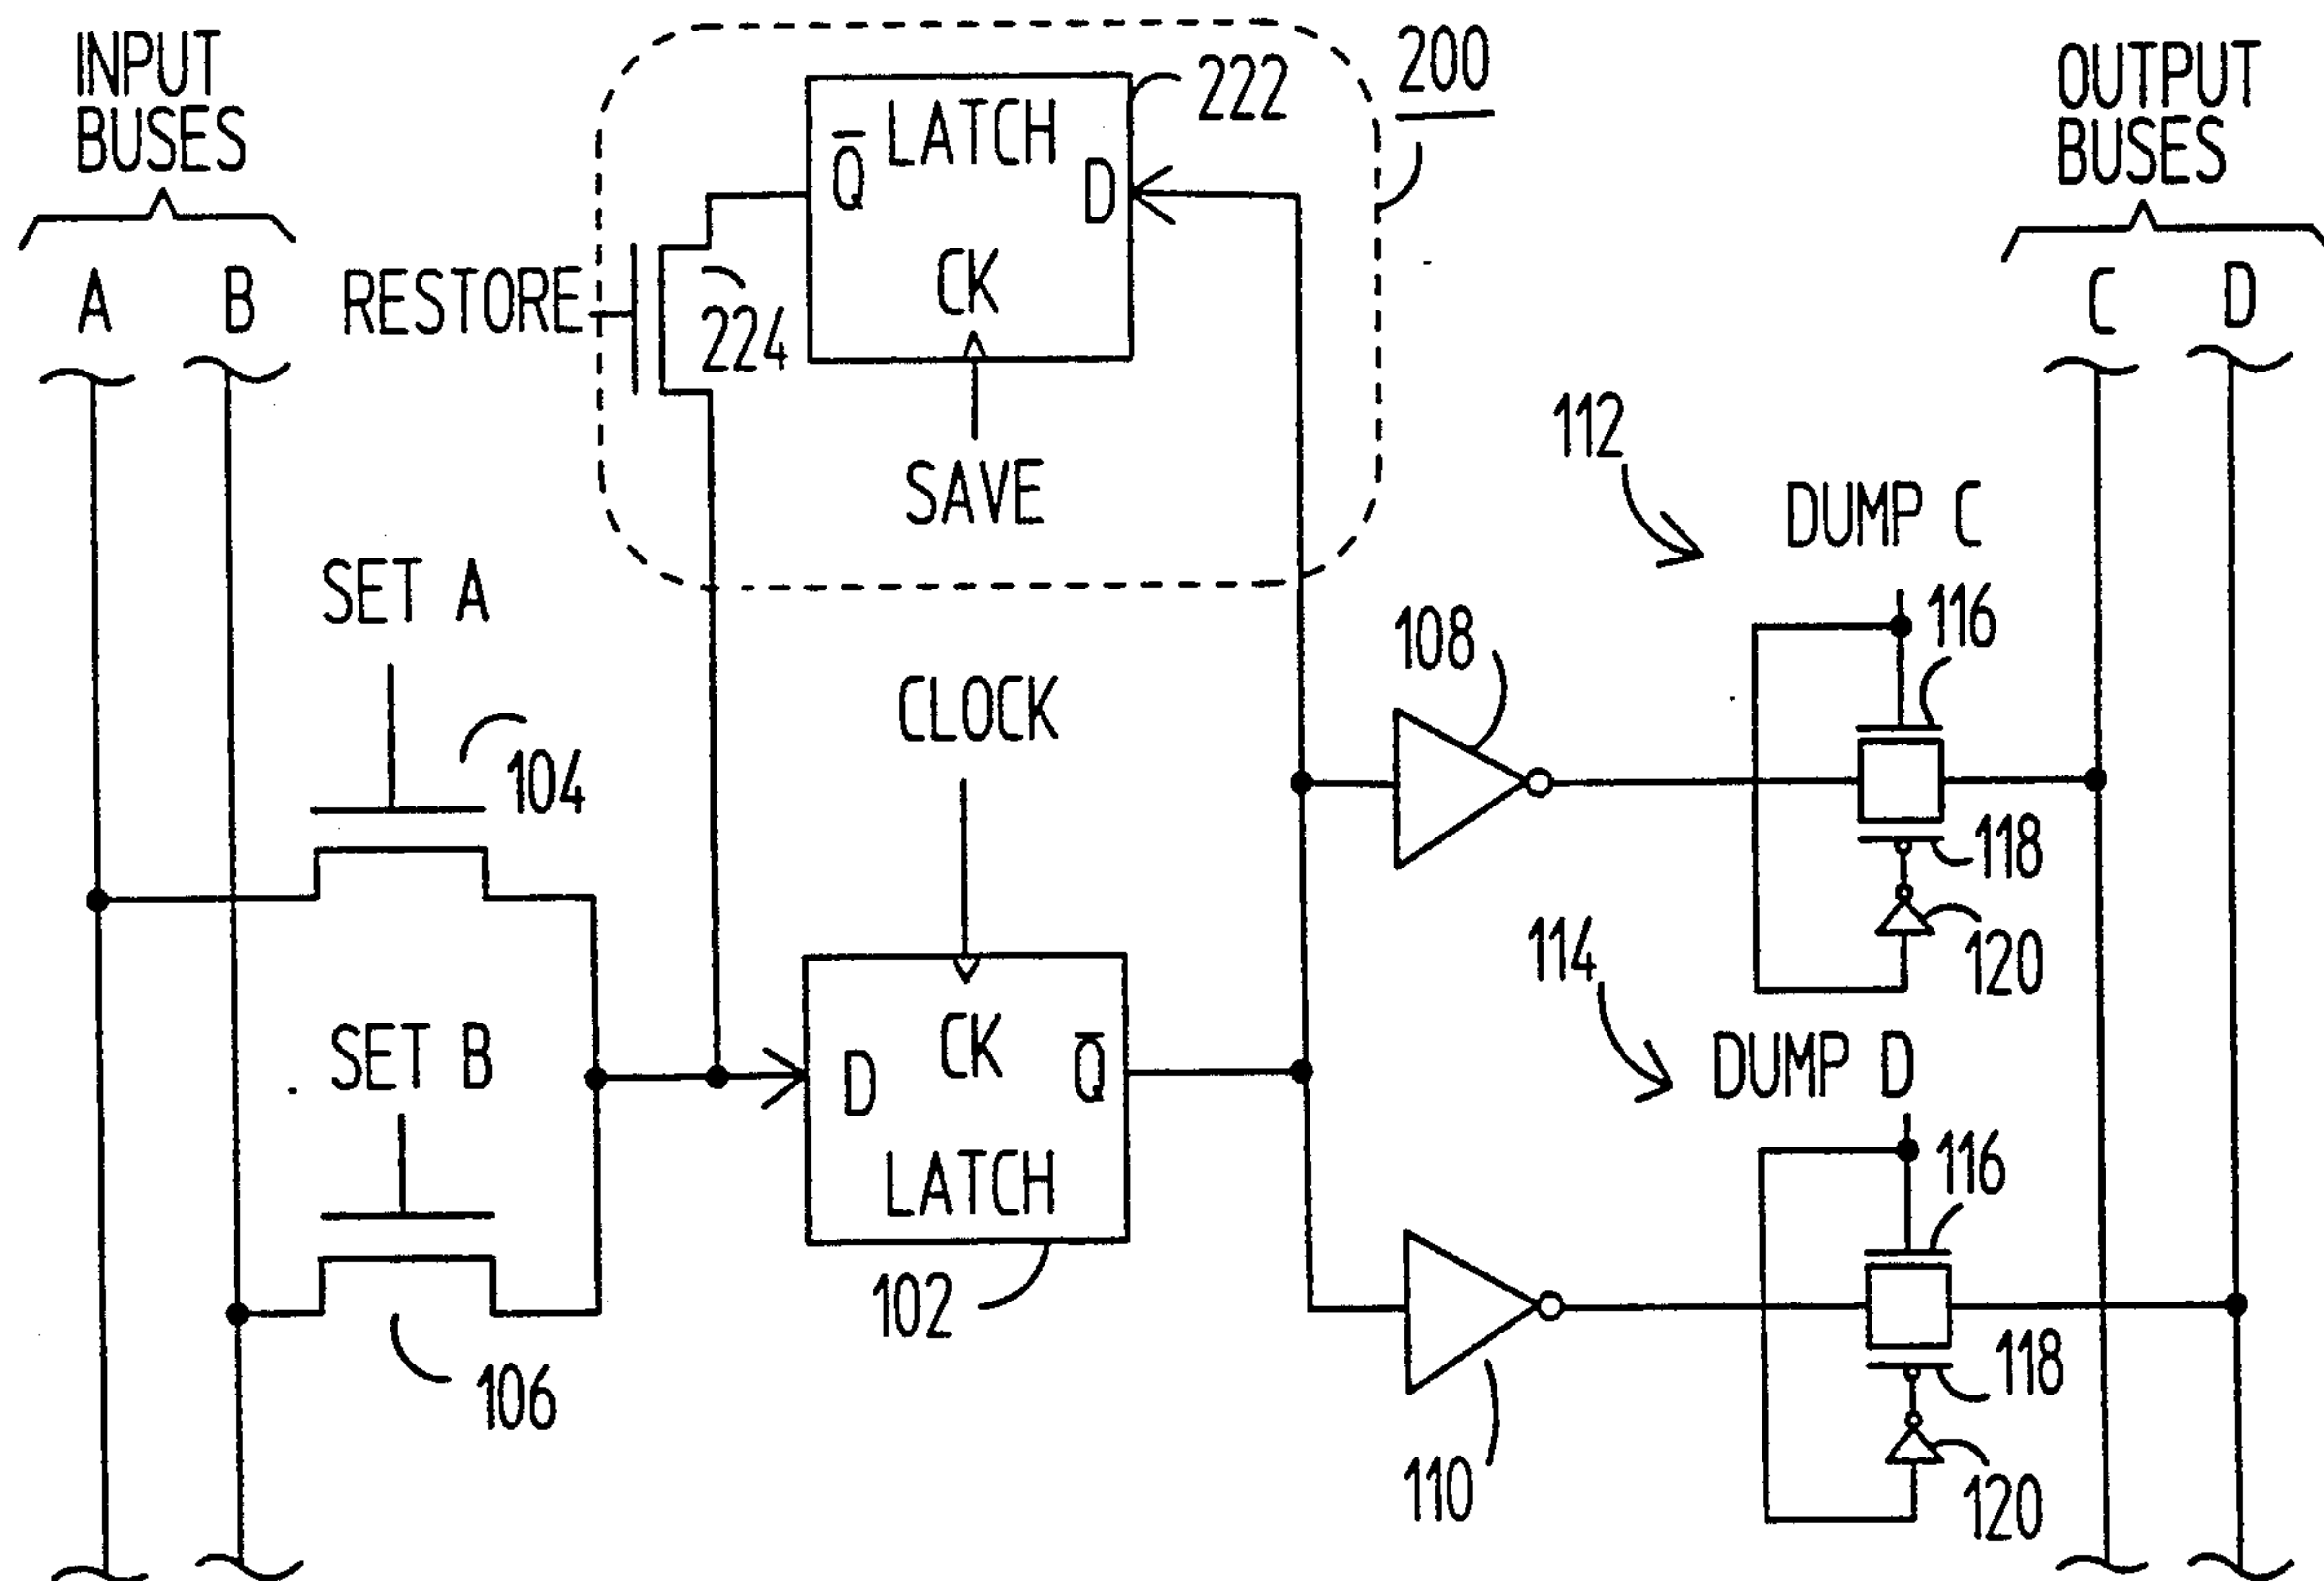 INPUT
BUSES
A
B
RESTORE
224
Q̅
LATCH
D
CK
222
200
SAVE
OUTPUT
BUSES
C
D
112
DUMP C
116
108
118
120
SET A
104
CLOCK
SET B
106
D
CK
Q̅
LATCH
102
114
DUMP D
116
118
120
110